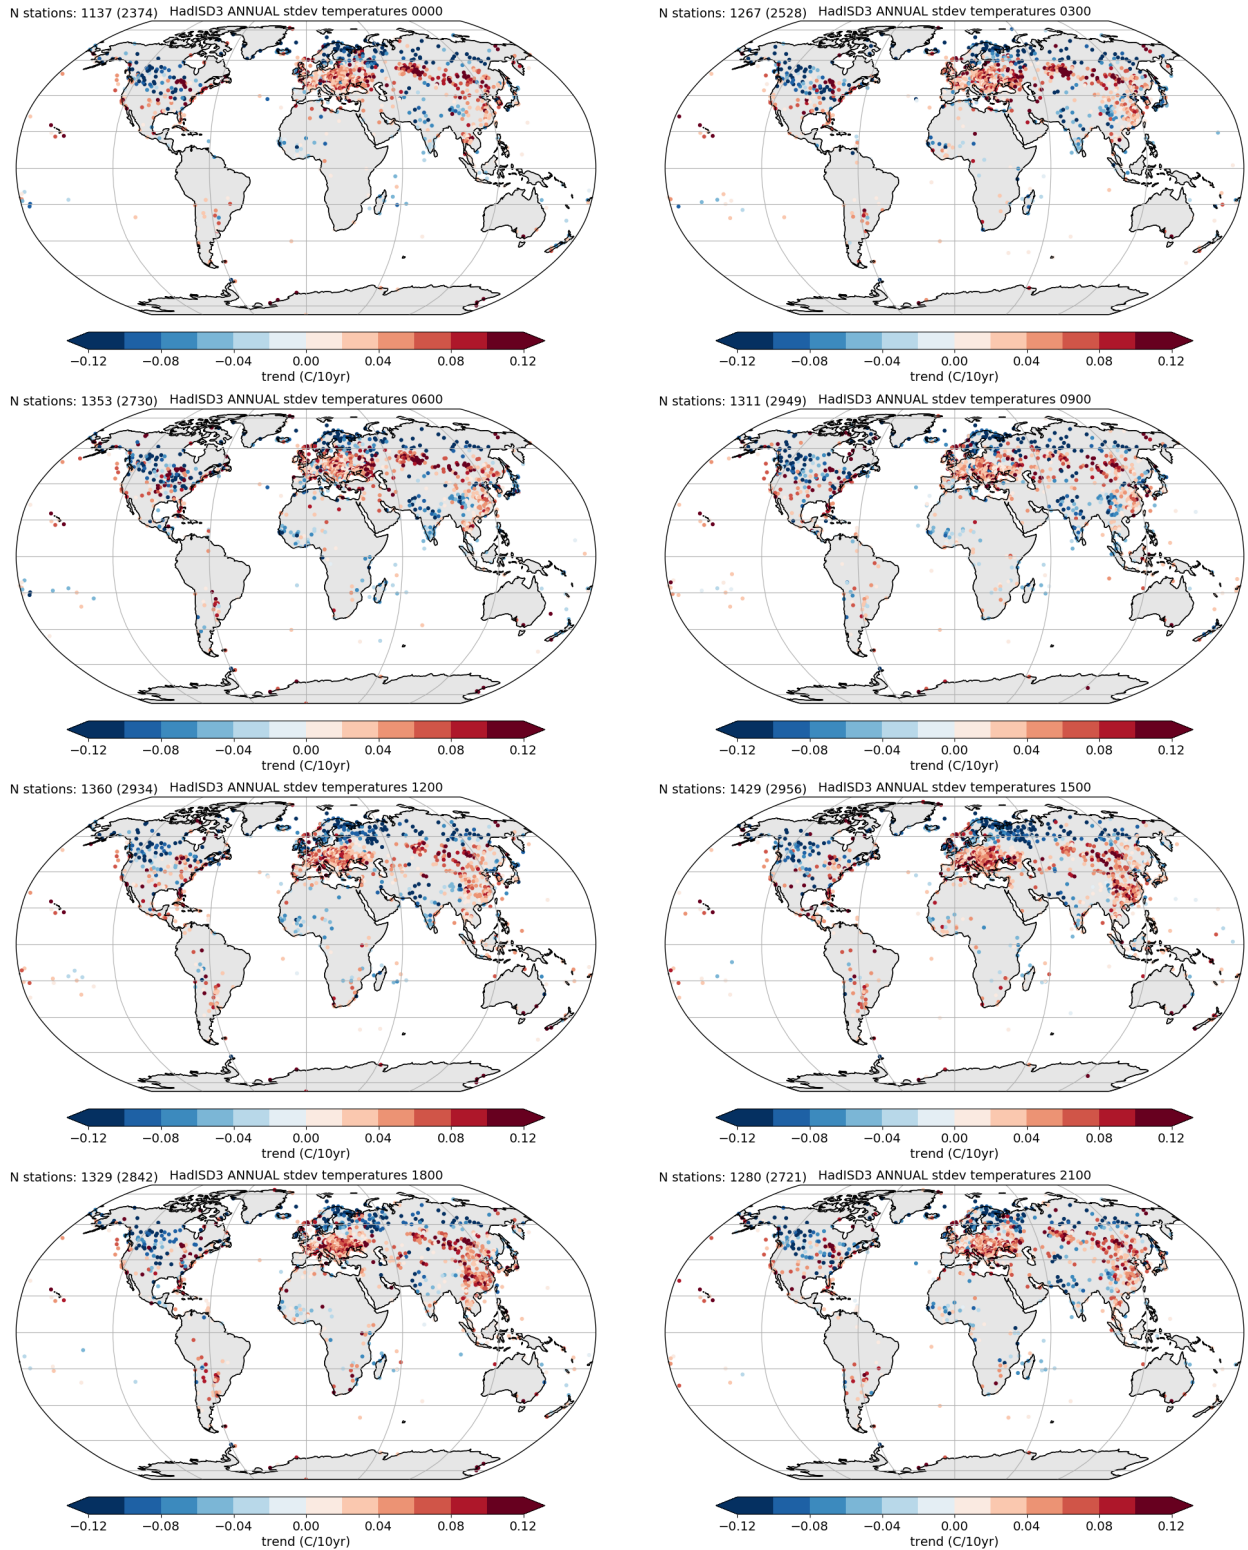 N stations: 1137 (2374) HadISD3 ANNUAL stdev temperatures 0000
−0.12 −0.08 −0.04 0.00 0.04 0.08 0.12
trend (C/10yr)
N stations: 1267 (2528) HadISD3 ANNUAL stdev temperatures 0300
−0.12 −0.08 −0.04 0.00 0.04 0.08 0.12
trend (C/10yr)
N stations: 1353 (2730) HadISD3 ANNUAL stdev temperatures 0600
−0.12 −0.08 −0.04 0.00 0.04 0.08 0.12
trend (C/10yr)
N stations: 1311 (2949) HadISD3 ANNUAL stdev temperatures 0900
−0.12 −0.08 −0.04 0.00 0.04 0.08 0.12
trend (C/10yr)
N stations: 1360 (2934) HadISD3 ANNUAL stdev temperatures 1200
−0.12 −0.08 −0.04 0.00 0.04 0.08 0.12
trend (C/10yr)
N stations: 1429 (2956) HadISD3 ANNUAL stdev temperatures 1500
−0.12 −0.08 −0.04 0.00 0.04 0.08 0.12
trend (C/10yr)
N stations: 1329 (2842) HadISD3 ANNUAL stdev temperatures 1800
−0.12 −0.08 −0.04 0.00 0.04 0.08 0.12
trend (C/10yr)
N stations: 1280 (2721) HadISD3 ANNUAL stdev temperatures 2100
−0.12 −0.08 −0.04 0.00 0.04 0.08 0.12
trend (C/10yr)